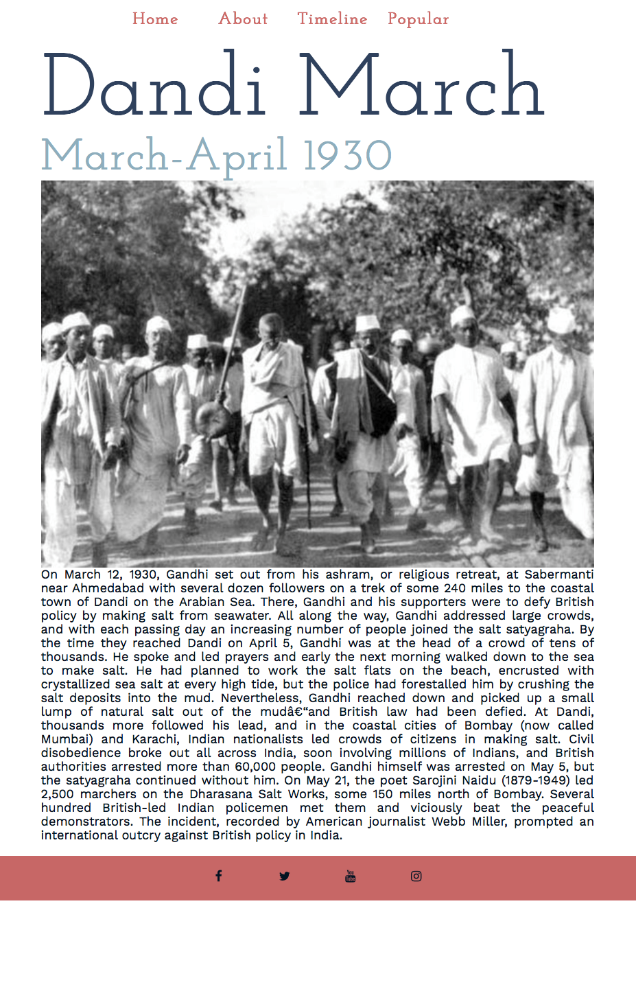 Home About Timeline Popular
Dandi March
March-April 1930
On March 12, 1930, Gandhi set out from his ashram, or religious retreat, at Sabermanti
near Ahmedabad with several dozen followers on a trek of some 240 miles to the coastal
town of Dandi on the Arabian Sea. There, Gandhi and his supporters were to defy British
policy by making salt from seawater. All along the way, Gandhi addressed large crowds,
and with each passing day an increasing number of people joined the salt satyagraha. By
the time they reached Dandi on April 5, Gandhi was at the head of a crowd of tens of
thousands. He spoke and led prayers and early the next morning walked down to the sea
to make salt. He had planned to work the salt flats on the beach, encrusted with
crystallized sea salt at every high tide, but the police had forestalled him by crushing the
salt deposits into the mud. Nevertheless, Gandhi reached down and picked up a small
lump of natural salt out of the mudâ€“and British law had been defied. At Dandi,
thousands more followed his lead, and in the coastal cities of Bombay (now called
Mumbai) and Karachi, Indian nationalists led crowds of citizens in making salt. Civil
disobedience broke out all across India, soon involving millions of Indians, and British
authorities arrested more than 60,000 people. Gandhi himself was arrested on May 5, but
the satyagraha continued without him. On May 21, the poet Sarojini Naidu (1879-1949) led
2,500 marchers on the Dharasana Salt Works, some 150 miles north of Bombay. Several
hundred British-led Indian policemen met them and viciously beat the peaceful
demonstrators. The incident, recorded by American journalist Webb Miller, prompted an
international outcry against British policy in India.
You
Tube